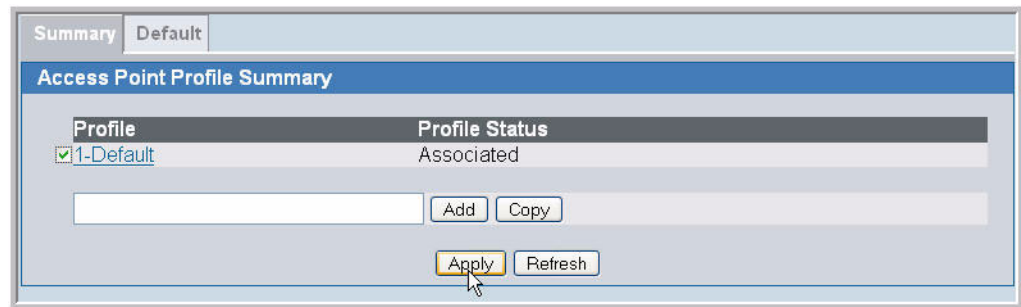 Summary Default
Access Point Profile Summary
Profile Profile Status
1-Default Associated
Add Copy
Apply Refresh